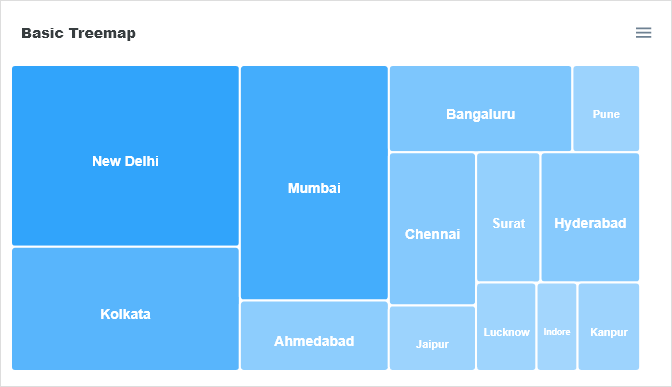 Basic Treemap
New Delhi
Kolkata
Mumbai
Ahmedabad
Bangaluru
Pune
Chennai
Surat
Hyderabad
Jaipur
Lucknow
Indore
Kanpur